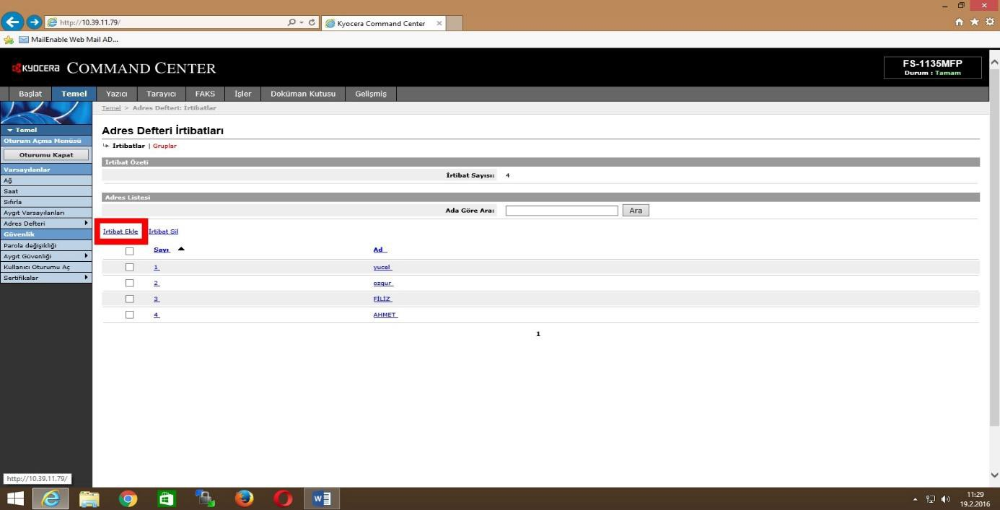 http://10.39.11.79/
Kyocera Command Center
MailEnable Web Mail AD...
KYOCERA COMMAND CENTER
FS-1135MFP
Durum : Tamam
Başlat Temel Yazıcı Tarayıcı FAKS İşler Doküman Kutusu Gelişmiş
Temel > Adres Defteri: İrtibatlar
Temel
Oturum Açma Menüsü
Oturumu Kapat
Varsayılanlar
Ağ
Saat
Sıfırla
Aygıt Varsayılanları
Adres Defteri
Güvenlik
Parola değişikliği
Aygıt Güvenliği
Kullanıcı Oturumu Aç
Sertifikalar
Adres Defteri İrtibatları
İrtibatlar | Gruplar
İrtibat Özeti
İrtibat Sayısı: 4
Adres Listesi
Ada Göre Ara: Ara
İrtibat Ekle İrtibat Sil
Sayı Ad
1 yucel
2 ozgur
3 FİLİZ
4 AHMET
1
http://10.39.11.79/
11:29
19.2.2016